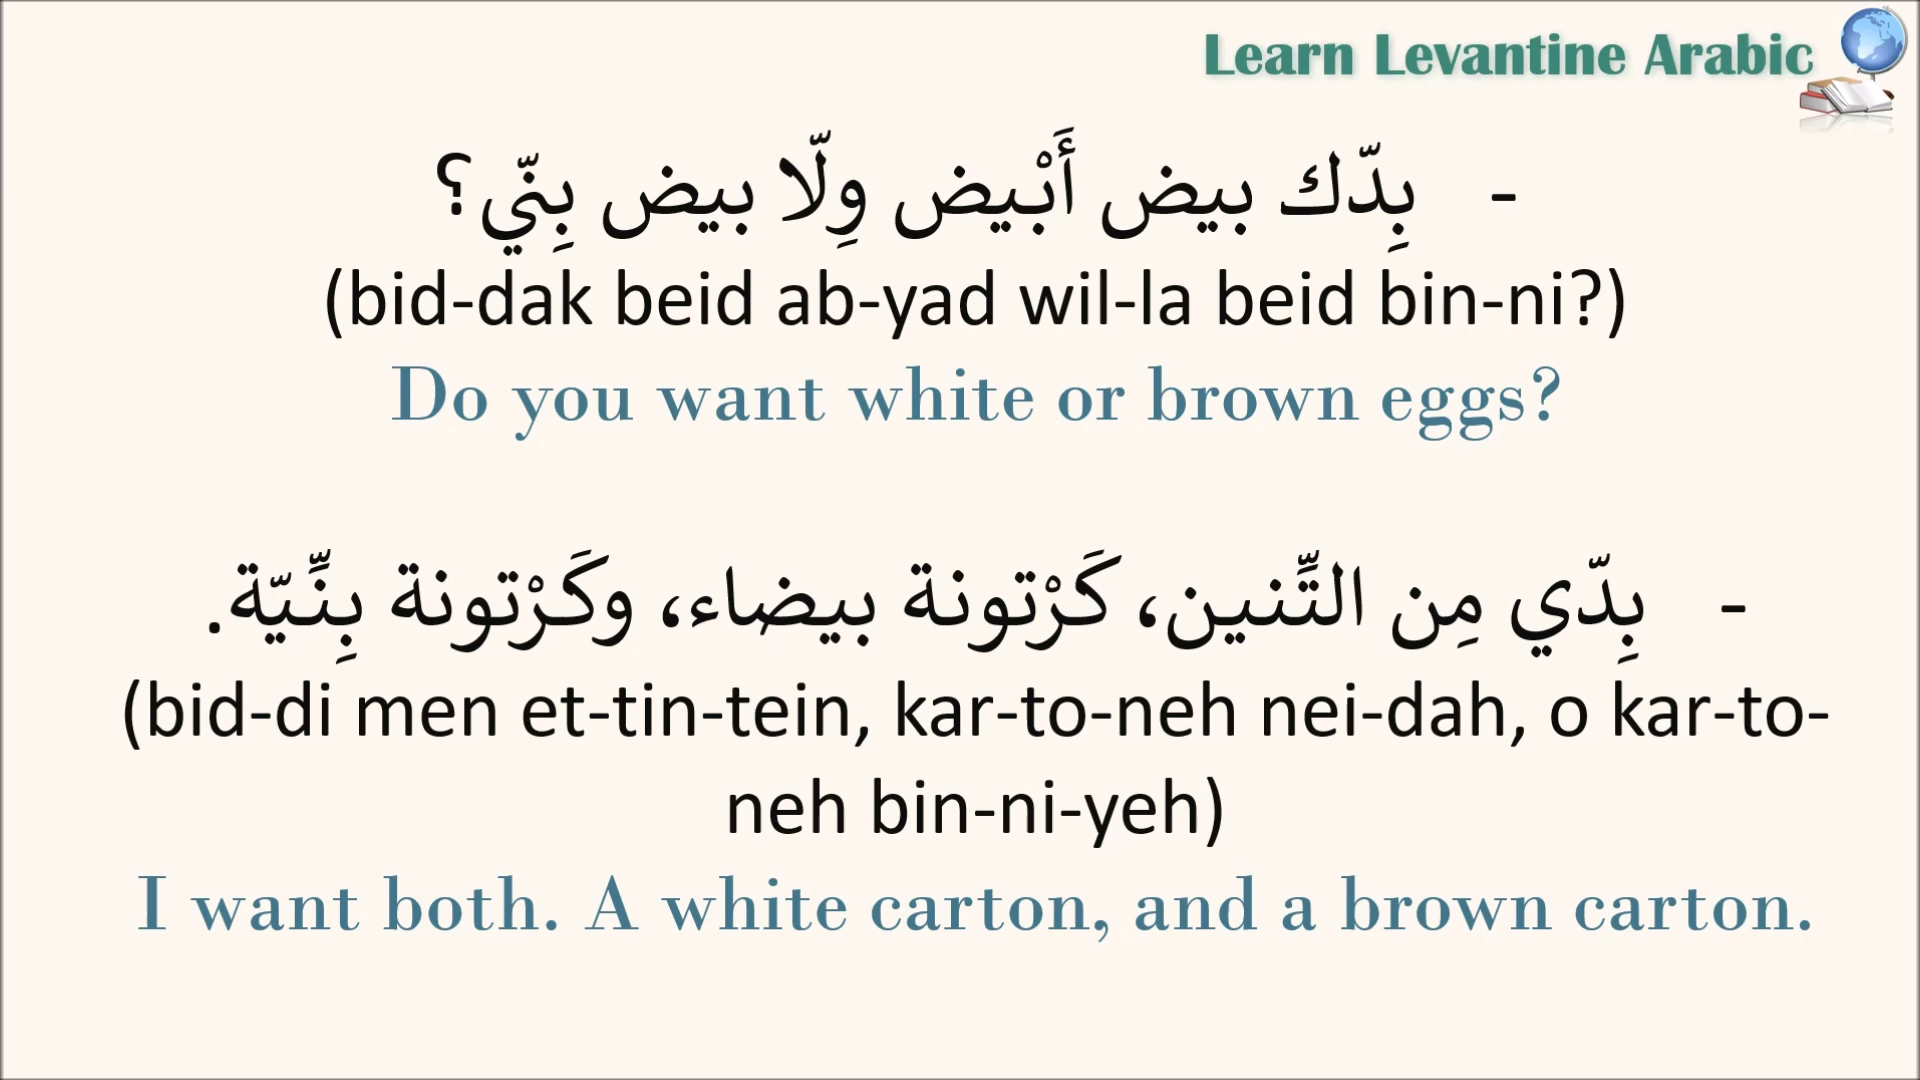 Learn Levantine Arabic
- بِدّك بيض أَبْيض وِلّا بيض بِنّي؟
(bid-dak beid ab-yad wil-la beid bin-ni?)
Do you want white or brown eggs?
- بِدّي مِن التِّنين، كَرْتونة بيضاء، وكَرْتونة بِنِّيّة.
(bid-di men et-tin-tein, kar-to-neh nei-dah, o kar-to-
neh bin-ni-yeh)
I want both. A white carton, and a brown carton.